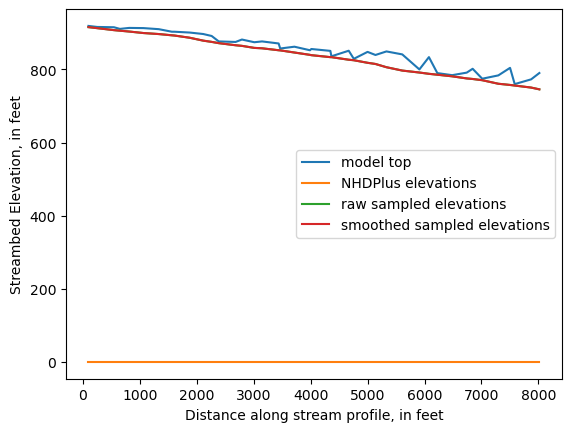 Streambed Elevation, in feet
800
600
400
200
0
model top
NHDPlus elevations
raw sampled elevations
smoothed sampled elevations
0 1000 2000 3000 4000 5000 6000 7000 8000
Distance along stream profile, in feet